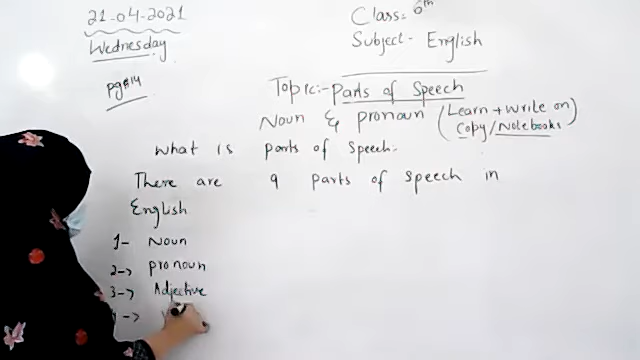 21-04-2021
Wednesday
pg#14
Class: 6th
Subject- English
Topic:- Parts of Speech
Noun & pronoun (Learn + Write on Copy/Notebooks)
What is parts of Speech:
There are 9 parts of speech in
English
1- Noun
2-> pronoun
3-> Adjective
4->